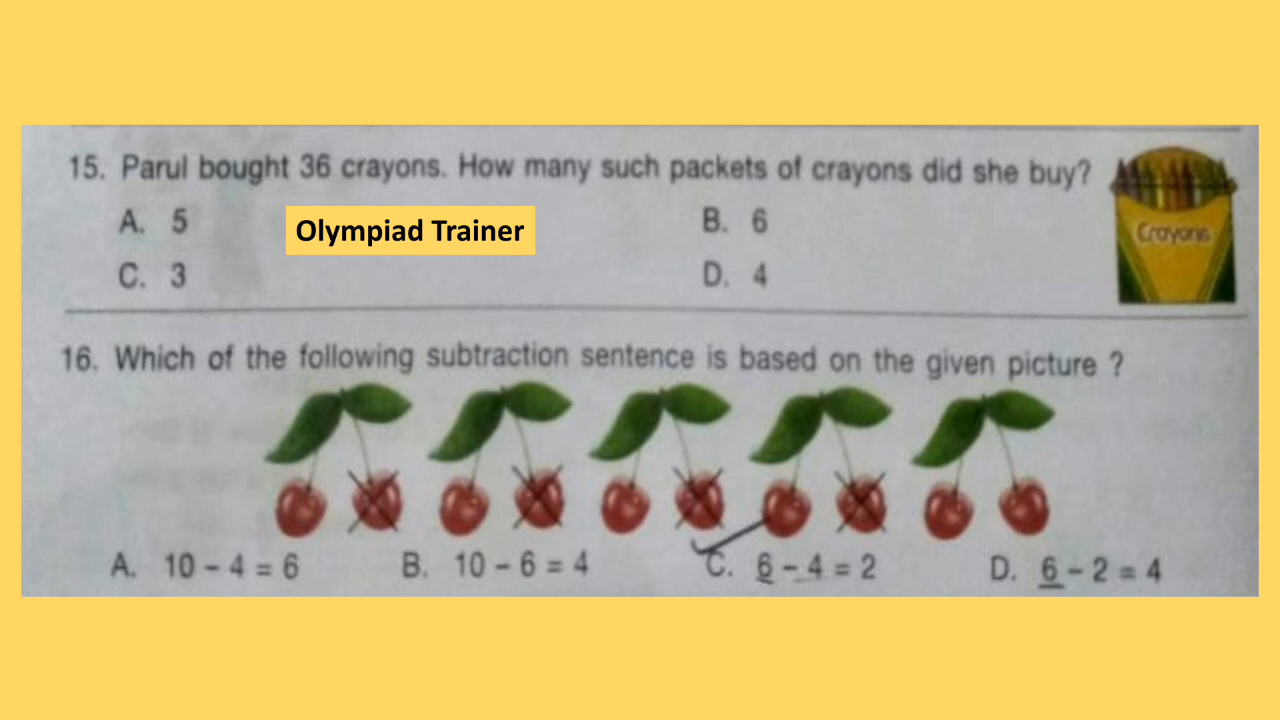 15. Parul bought 36 crayons. How many such packets of crayons did she buy?
A. 5 B. 6
Olympiad Trainer
Crayons
C. 3 D. 4
16. Which of the following subtraction sentence is based on the given picture ?
A. 10 – 4 = 6 B. 10 – 6 = 4 C. 6 – 4 = 2 D. 6 – 2 = 4